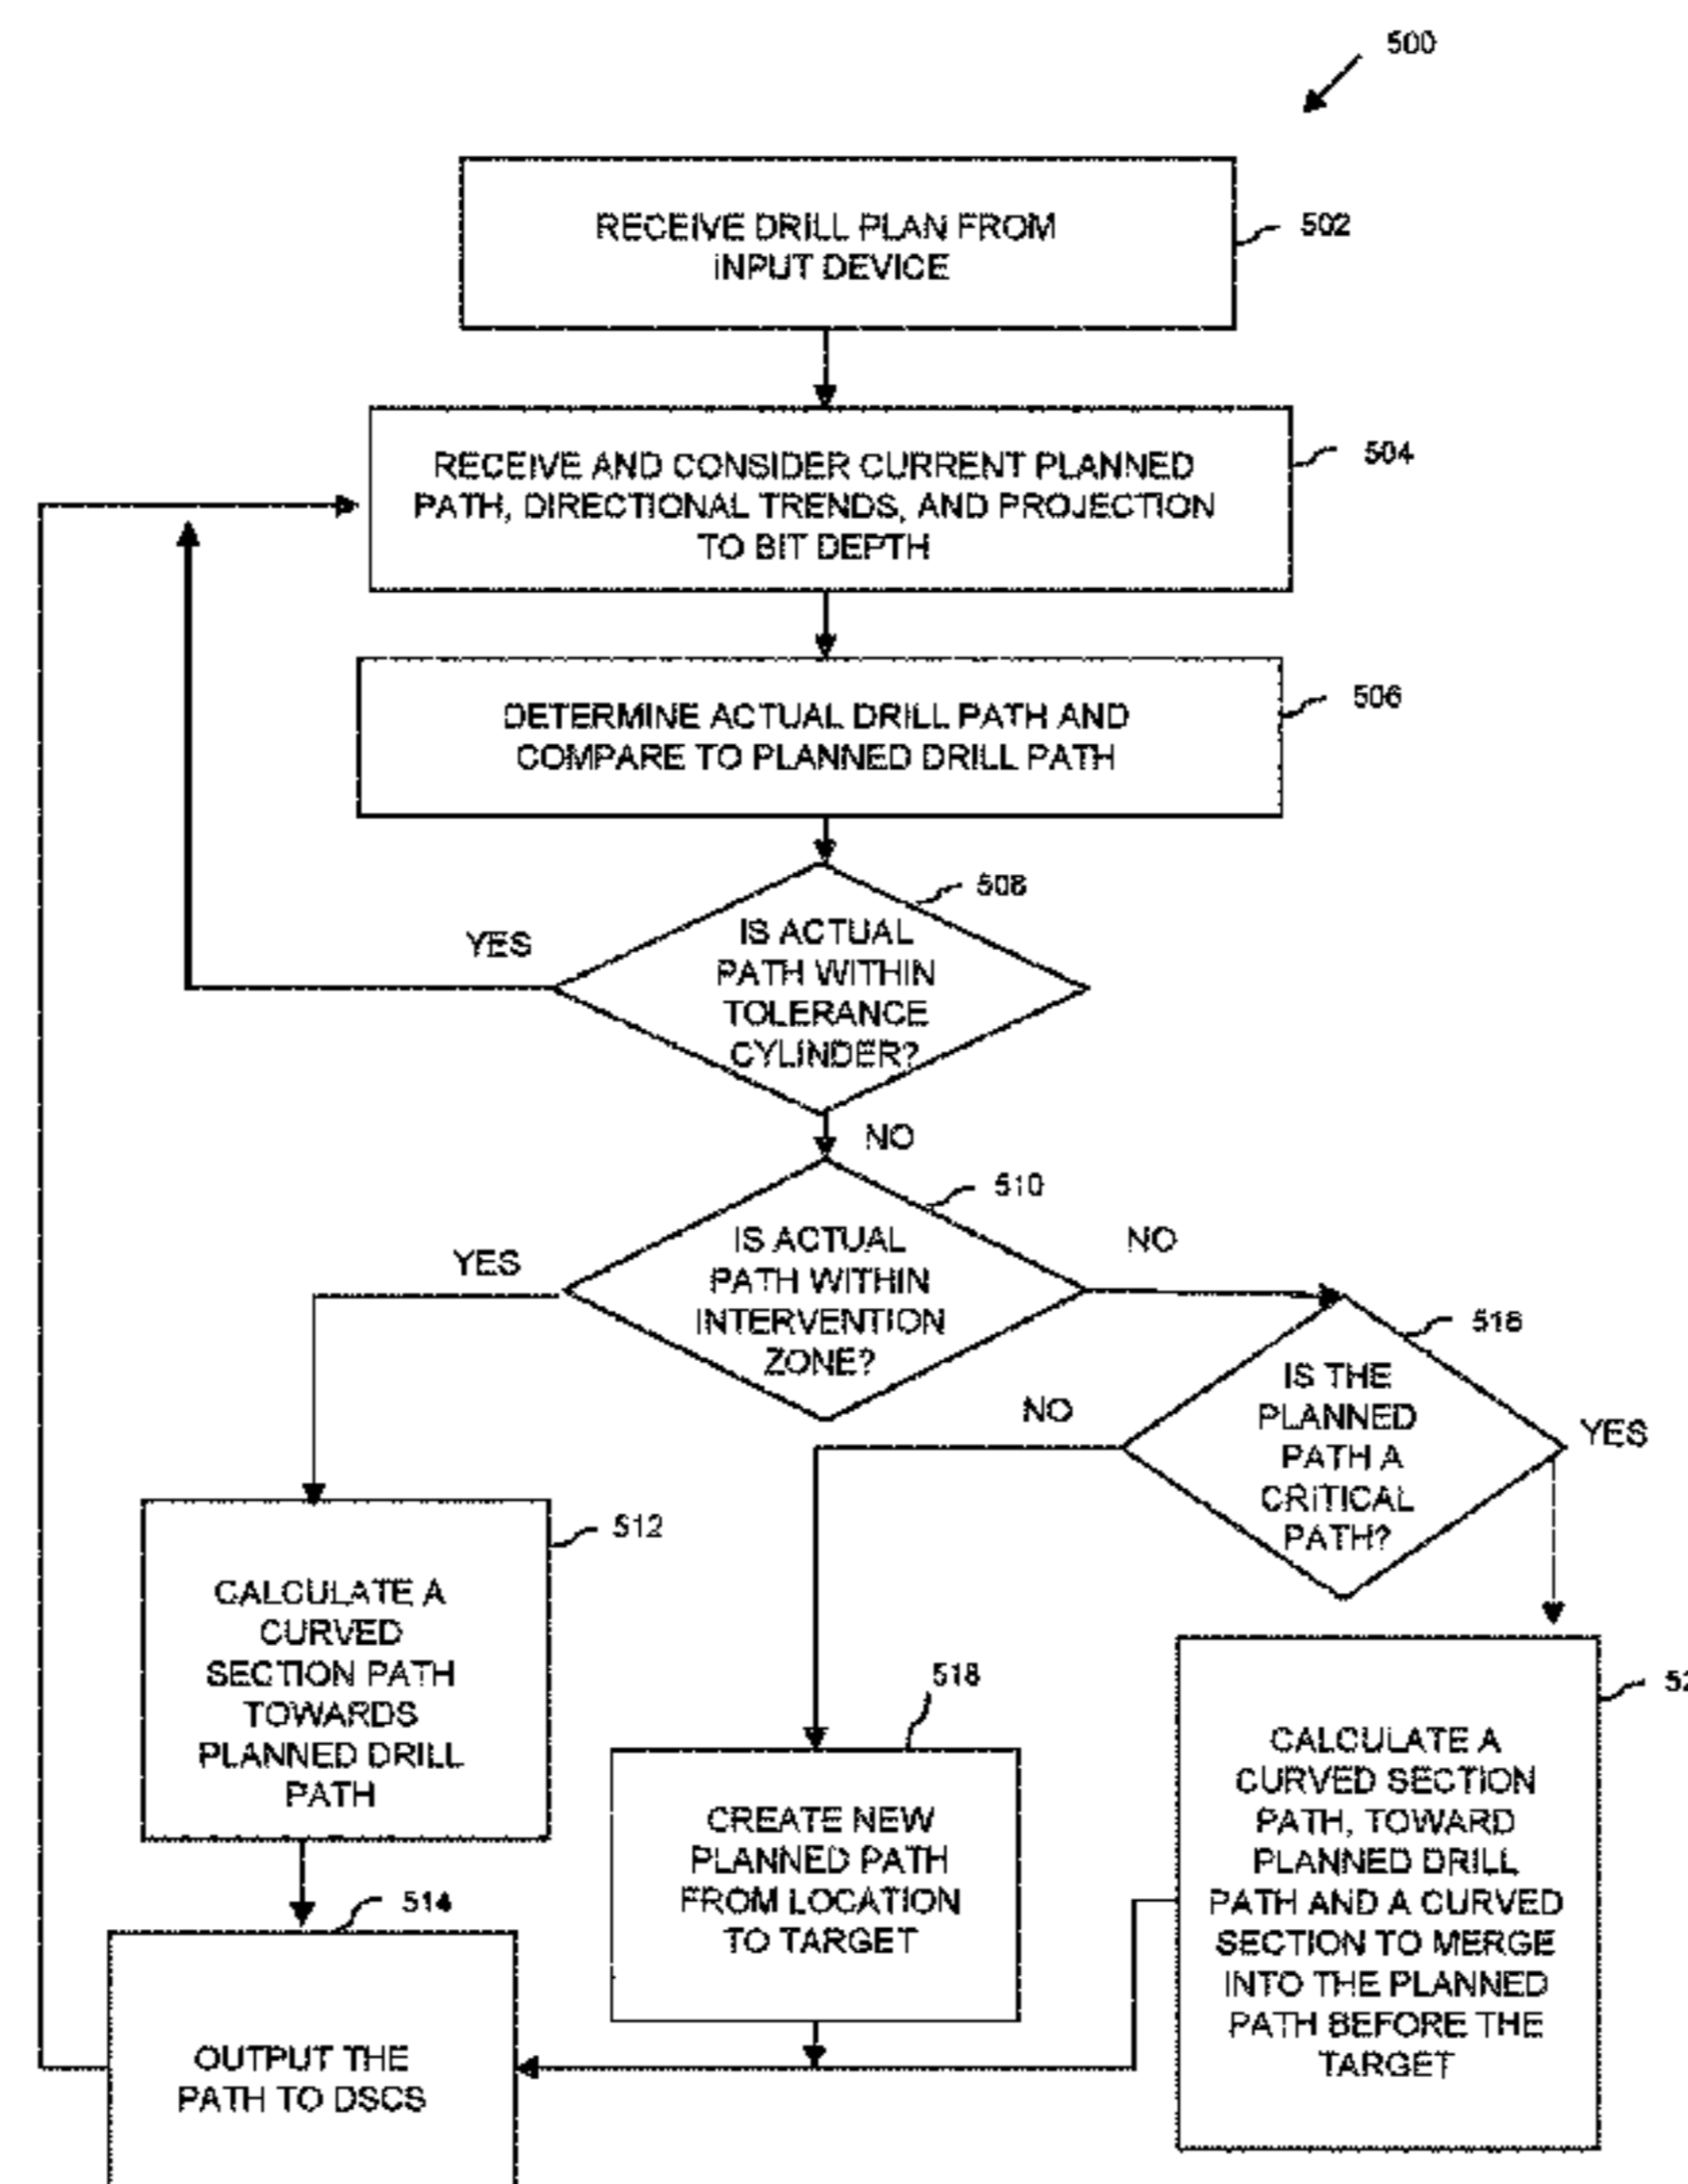 500
RECEIVE DRILL PLAN FROM
INPUT DEVICE
502
RECEIVE AND CONSIDER CURRENT PLANNED
PATH, DIRECTIONAL TRENDS, AND PROJECTION
TO BIT DEPTH
504
DETERMINE ACTUAL DRILL PATH AND
COMPARE TO PLANNED DRILL PATH
506
508
YES
IS ACTUAL
PATH WITHIN
TOLERANCE
CYLINDER?
NO
510
YES
IS ACTUAL
PATH WITHIN
INTERVENTION
ZONE?
NO
516
NO
IS THE
PLANNED
PATH A
CRITICAL
PATH?
YES
512
CALCULATE A
CURVED
SECTION PATH
TOWARDS
PLANNED DRILL
PATH
518
CREATE NEW
PLANNED PATH
FROM LOCATION
TO TARGET
CALCULATE A
CURVED SECTION
PATH, TOWARD
PLANNED DRILL
PATH AND A CURVED
SECTION TO MERGE
INTO THE PLANNED
PATH BEFORE THE
TARGET
514
OUTPUT THE
PATH TO DSCS